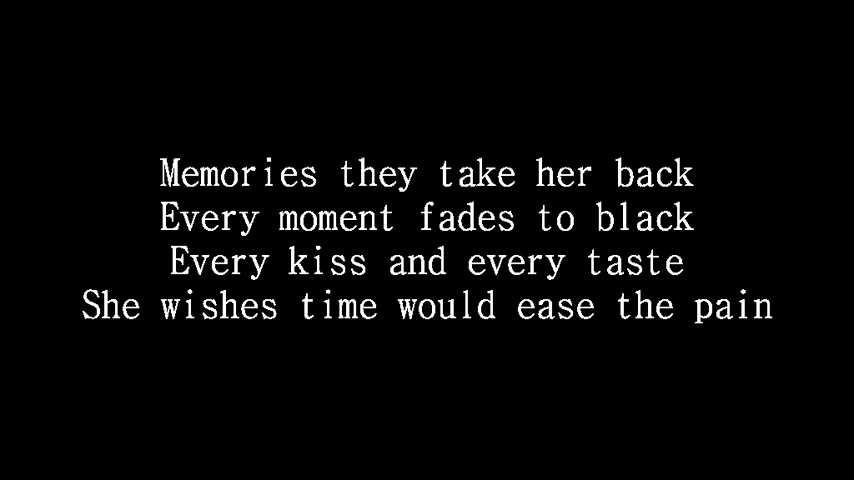 Memories they take her back
Every moment fades to black
Every kiss and every taste
She wishes time would ease the pain